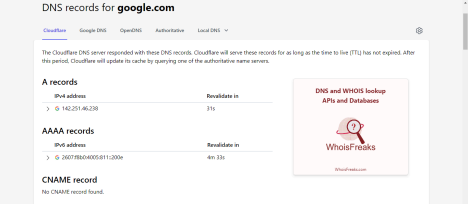 DNS records for google.com
Cloudflare Google DNS OpenDNS Authoritative Local DNS
The Cloudflare DNS server responded with these DNS records. Cloudflare will serve these records for as long as the time to live (TTL) has not expired. After
this period, Cloudflare will update its cache by querying one of the authoritative name servers.
A records
IPv4 address Revalidate in
G 142.251.46.238 31s
AAAA records
IPv6 address Revalidate in
G 2607:f8b0:4005:811::200e 4m 33s
CNAME record
No CNAME record found.
DNS and WHOIS lookup
APIs and Databases
WhoisFreaks
WhoisFreaks.com